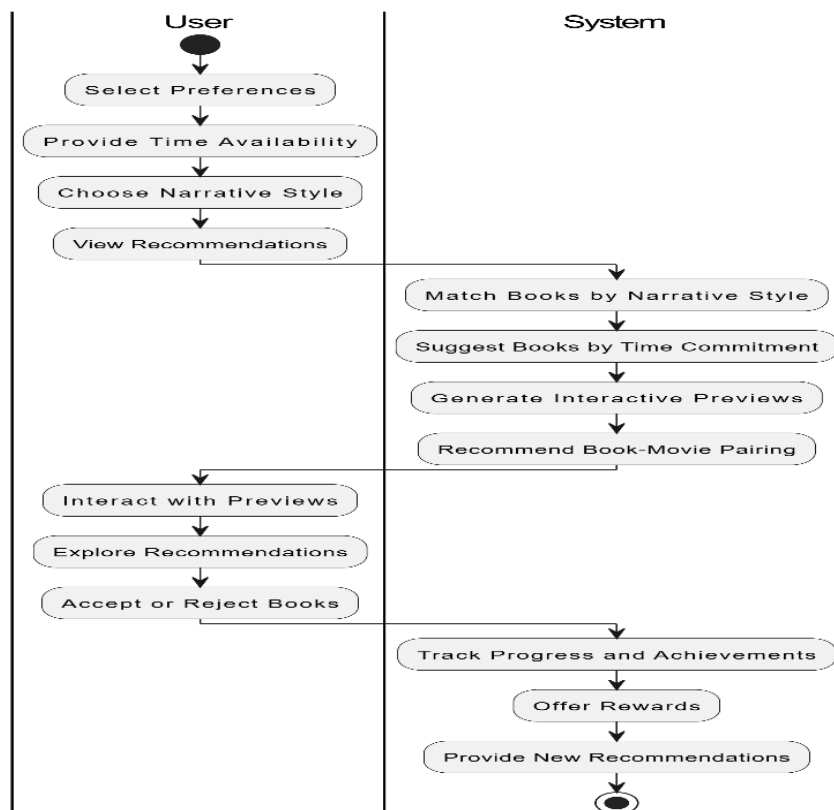 User
System
Select Preferences
Provide Time Availability
Choose Narrative Style
View Recommendations
Match Books by Narrative Style
Suggest Books by Time Commitment
Generate Interactive Previews
Recommend Book-Movie Pairing
Interact with Previews
Explore Recommendations
Accept or Reject Books
Track Progress and Achievements
Offer Rewards
Provide New Recommendations